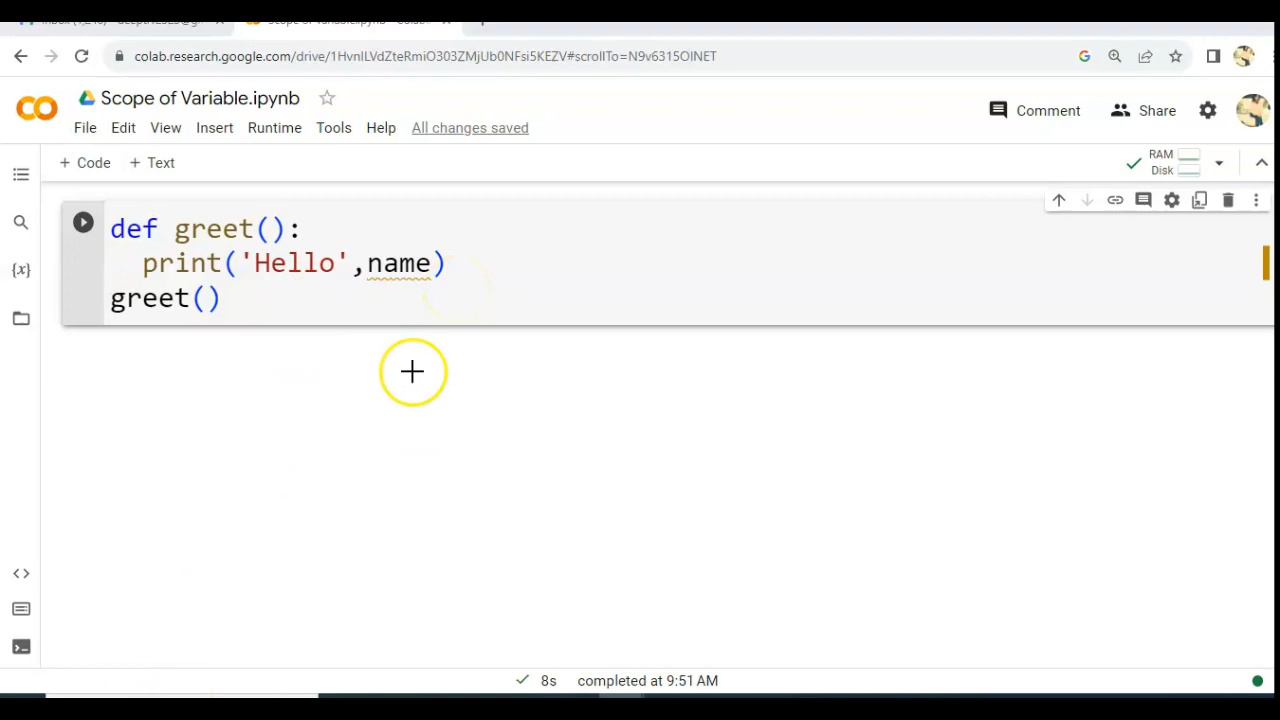 colab.research.google.com/drive/1HvnILVdZteRmiO303ZMjUb0NFsi5KEZV#scrollTo=N9v6315OINET
Scope of Variable.ipynb
Comment
Share
File Edit View Insert Runtime Tools Help All changes saved
+ Code + Text
RAM
Disk
def greet():
print('Hello',name)
greet()
{x}
8s completed at 9:51 AM